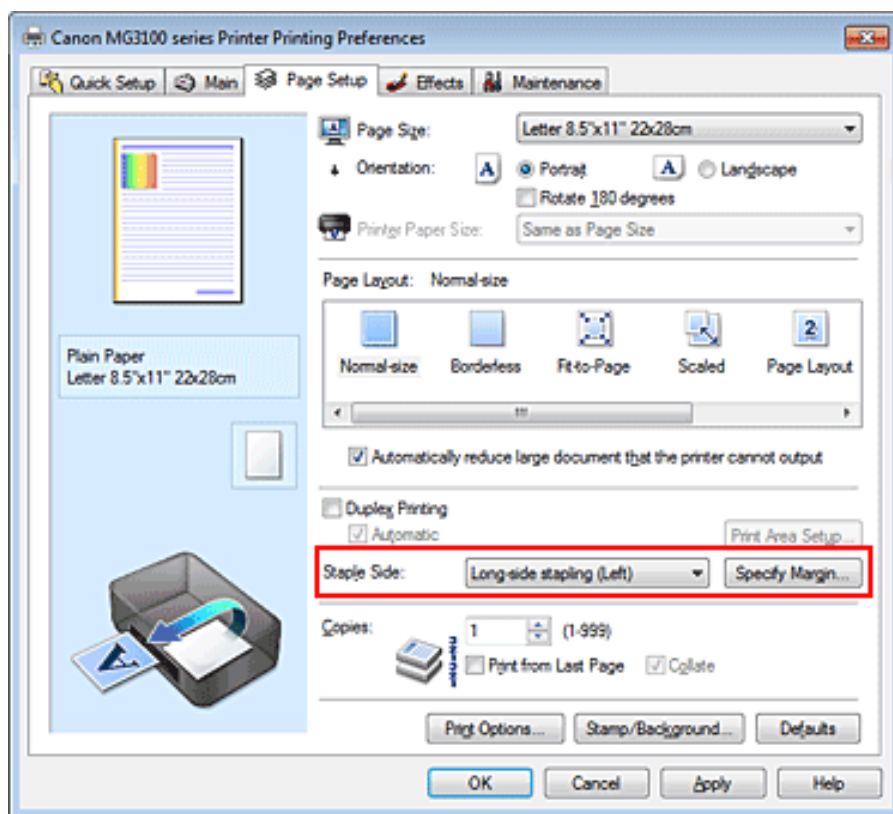 Canon MG3100 series Printer Printing Preferences
Quick Setup Main Page Setup Effects Maintenance
Page Size: Letter 8.5"x11" 22x28cm
Orientation: A Portrait A Landscape
Rotate 180 degrees
Printer Paper Size: Same as Page Size
Page Layout: Normal-size
2
Normal-size Borderless Fit-to-Page Scaled Page Layout
Plain Paper
Letter 8.5"x11" 22x28cm
Automatically reduce large document that the printer cannot output
Duplex Printing
Automatic Print Area Setup...
Staple Side: Long-side stapling (Left) Specify Margin...
Copies: 1 (1-999)
Print from Last Page Collate
A
Print Options... Stamp/Background... Defaults
OK Cancel Apply Help